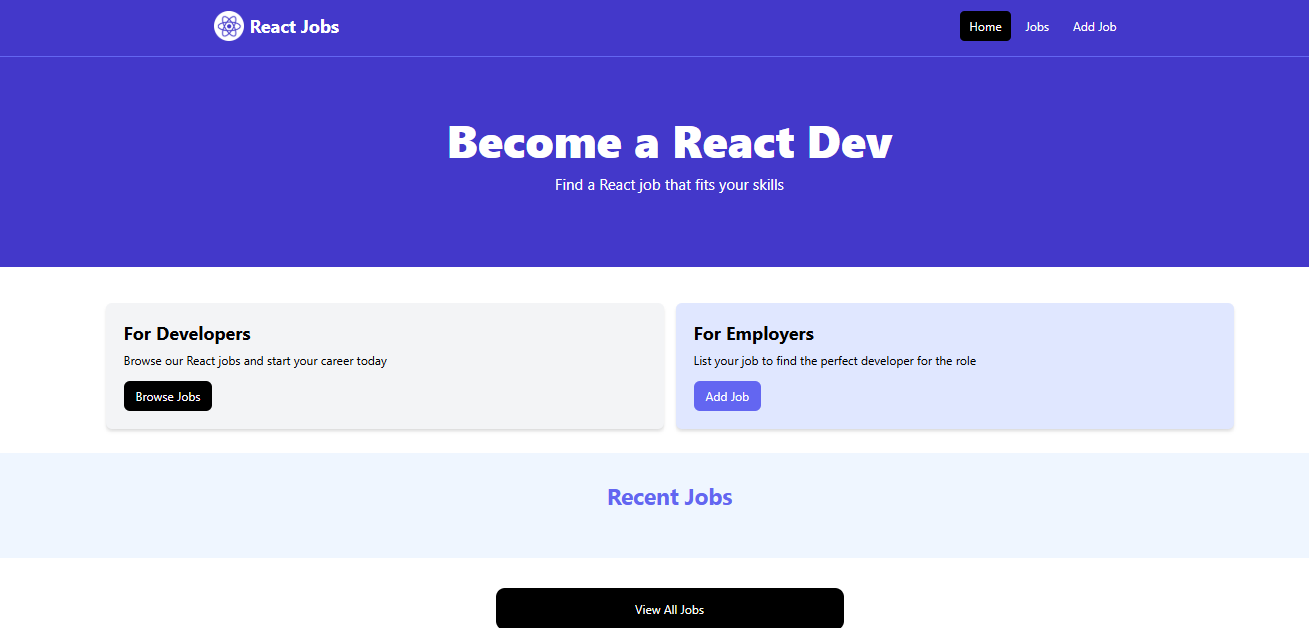 React Jobs
Home Jobs Add Job
Become a React Dev
Find a React job that fits your skills
For Developers
Browse our React jobs and start your career today
Browse Jobs
For Employers
List your job to find the perfect developer for the role
Add Job
Recent Jobs
View All Jobs